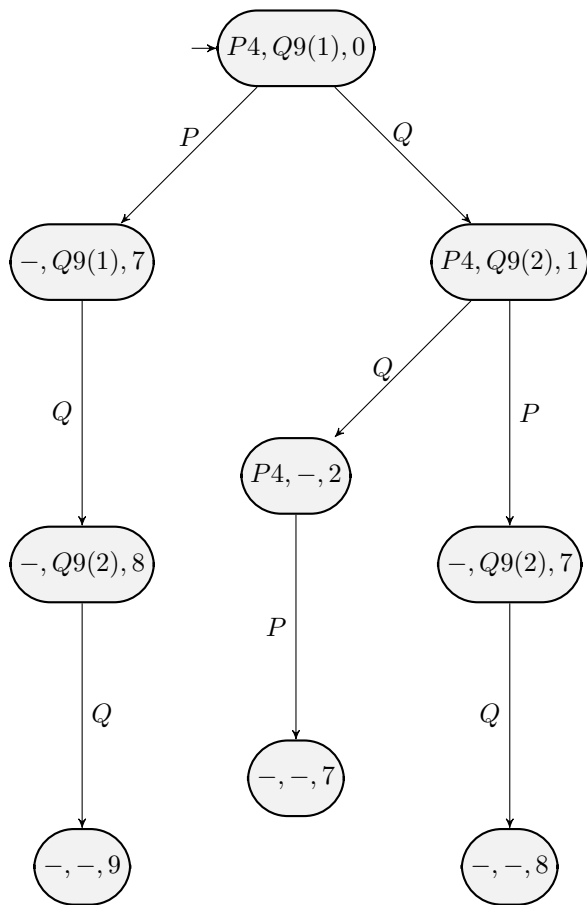 P4, Q9(1), 0
P
Q
−, Q9(1), 7
P4, Q9(2), 1
Q
Q
P
P4, −, 2
−, Q9(2), 8
−, Q9(2), 7
P
Q
Q
−, −, 7
−, −, 9
−, −, 8